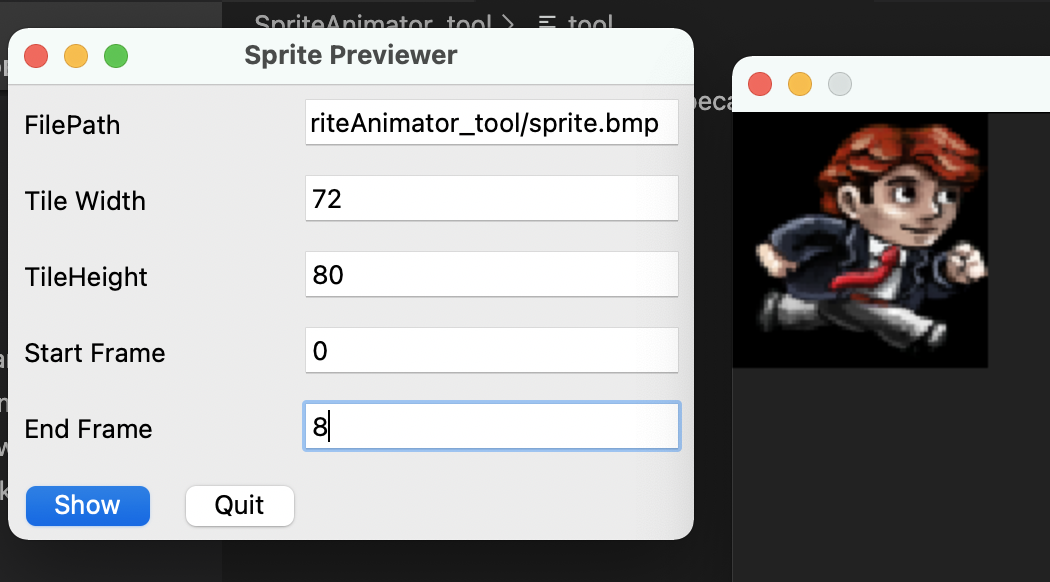 SpriteAnimator_tool > tool
Sprite Previewer
FilePath
riteAnimator_tool/sprite.bmp
Tile Width
72
TileHeight
80
Start Frame
0
End Frame
8
Show
Quit